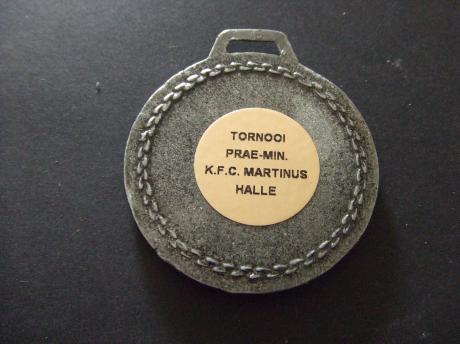 TORNOOI
PRAE-MIN.
K.F.C. MARTINUS
HALLE